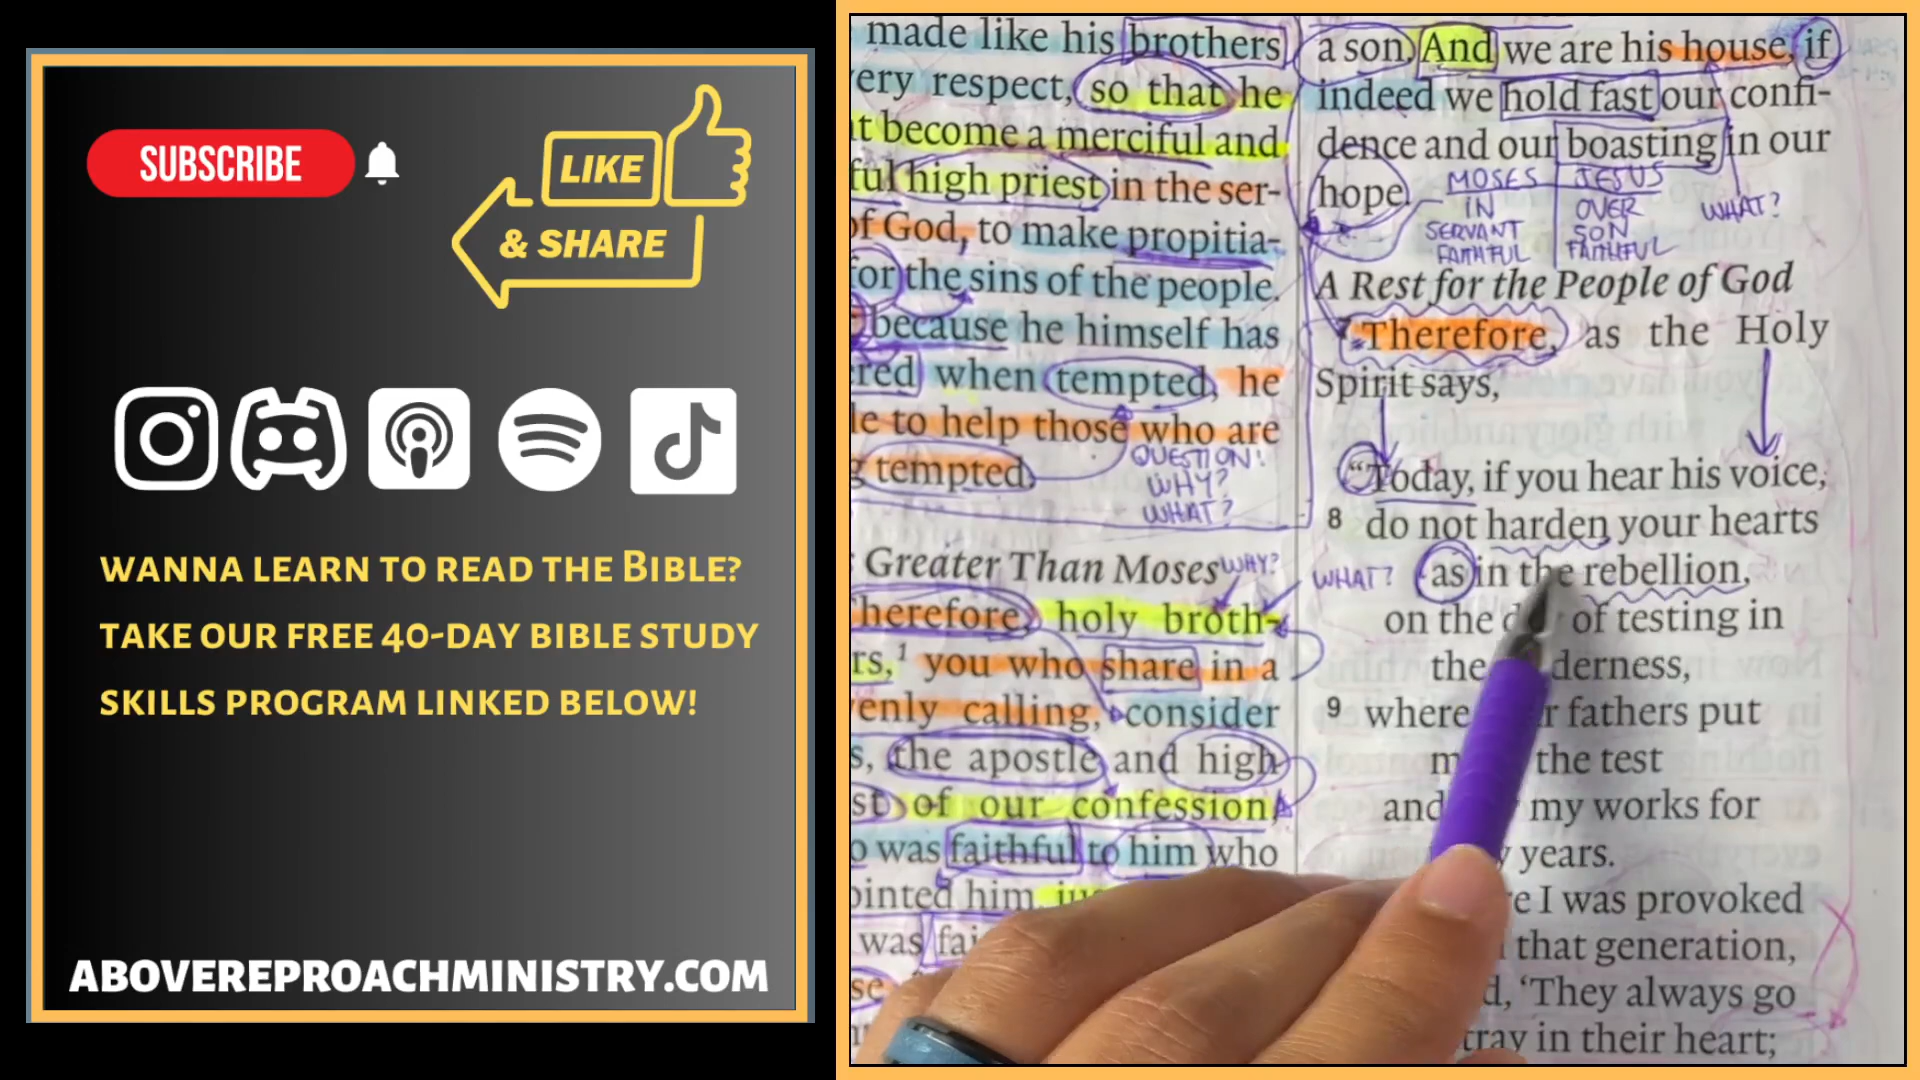 SUBSCRIBE
LIKE
& SHARE
WANNA LEARN TO READ THE BIBLE?
TAKE OUR FREE 40-DAY BIBLE STUDY
SKILLS PROGRAM LINKED BELOW!
ABOVEREPROACHMINISTRY.COM
made like his brothers
ery respect, so that he
t become a merciful and
ful high priest in the ser-
of God, to make propitia-
for the sins of the people.
because he himself has
red when tempted, he
le to help those who are
g tempted.
QUESTION!
WHY?
WHAT?
Greater Than Moses
WHY?
herefore, holy broth-
rs,¹ you who share in a
enly calling, consider
s, the apostle and high
st of our confession,
o was faithful to him who
ointed him, ju
was fai
se
a son. And we are his house, if
indeed we hold fast our confi-
dence and our boasting in our
hope.
MOSES
IN
SERVANT
FAITHFUL
JESUS
OVER
SON
FAITHFUL
WHAT?
A Rest for the People of God
7 Therefore, as the Holy
Spirit says,
“Today, if you hear his voice,
8 do not harden your hearts
WHAT?
as in the rebellion,
on the d of testing in
the derness,
9 where r fathers put
m the test
and my works for
y years.
e I was provoked
that generation,
d, ‘They always go
tray in their heart;